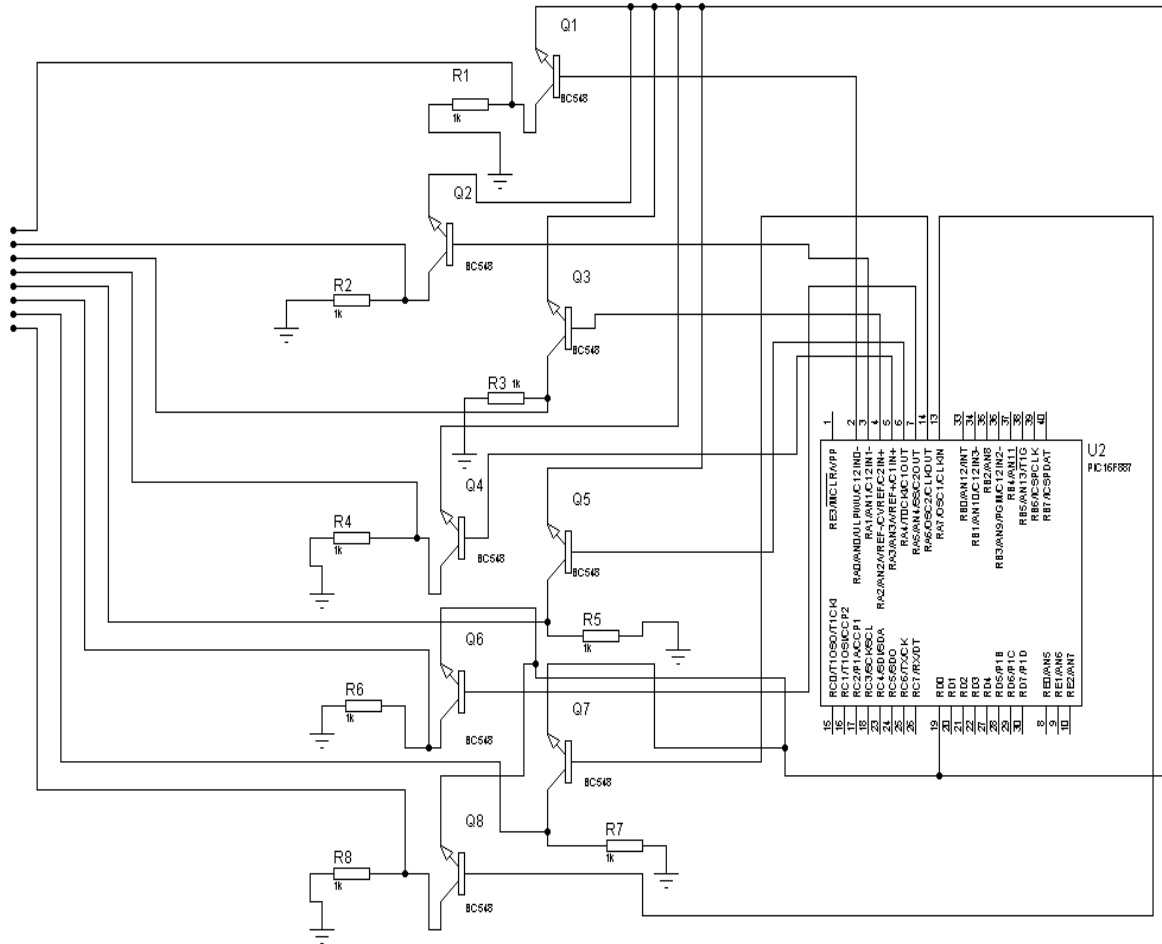 Q1
R1
BC548
1k
Q2
BC548
Q3
R2
1k
BC548
R3 1k
Q4
R4
1k
BC548
Q5
BC548
R5
1k
Q6
R6
1k
BC548
Q7
BC548
Q8
R7
1k
R8
1k
BC548
U2
PIC16F887
1
2
3
4
5
6
7
14
13
33
34
35
36
37
38
39
40
RE3/MCLR/VPP
RA0/AN0/ULPWU/C12IN0-
RA1/AN1/C12IN1-
RA2/AN2/VREF-/CVREF/C2IN+
RA3/AN3/VREF+/C1IN+
RA4/T0CKI/C1OUT
RA5/AN4/SS/C2OUT
RA6/OSC2/CLKOUT
RA7/OSC1/CLKIN
RB0/AN12/INT
RB1/AN10/C12IN3-
RB2/AN8
RB3/AN9/PGM/C12IN2-
RB4/AN11
RB5/AN13/T1G
RB6/ICSPCLK
RB7/ICSPDAT
RC0/T1OSO/T1CKI
RC1/T1OSI/CCP2
RC2/P1A/CCP1
RC3/SCK/SCL
RC4/SDI/SDA
RC5/SDO
RC6/TX/CK
RC7/RX/DT
RD0
RD1
RD2
RD3
RD4
RD5/P1B
RD6/P1C
RD7/P1D
RE0/AN5
RE1/AN6
RE2/AN7
15
16
17
18
23
24
25
26
19
20
21
22
27
28
29
30
8
9
10